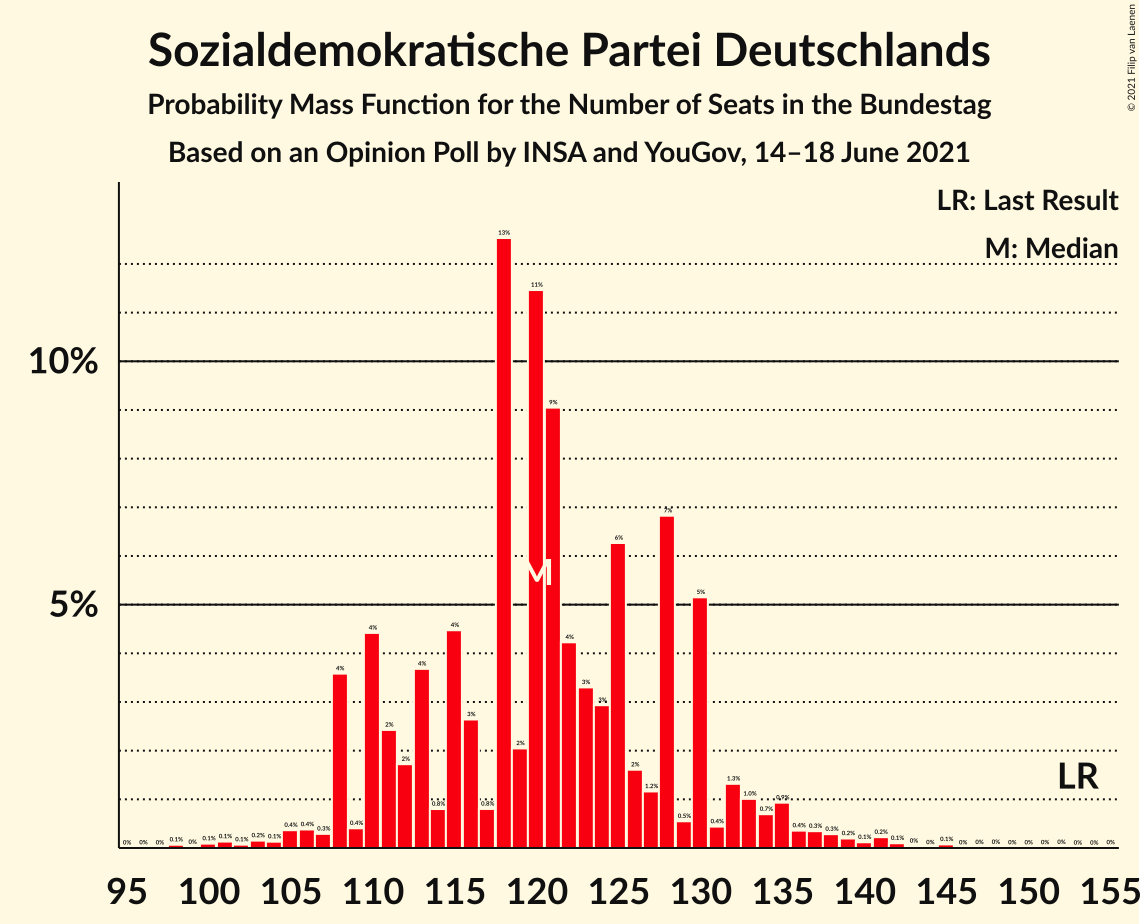 Sozialdemokratische Partei Deutschlands
Probability Mass Function for the Number of Seats in the Bundestag
Based on an Opinion Poll by INSA and YouGov, 14–18 June 2021
© 2021 Filip van Laenen
LR: Last Result
M: Median
10%
5%
0% 0% 0% 0.1% 0% 0.1% 0.1% 0.1% 0.2% 0.1% 0.4% 0.4% 0.3% 4% 0.4% 4% 2% 2% 4% 0.8% 4% 3% 0.8% 13% 2% 11% 9% 4% 3% 3% 6% 2% 1.2% 7% 0.5% 5% 0.4% 1.3% 1.0% 0.7% 0.9% 0.4% 0.3% 0.3% 0.2% 0.1% 0.2% 0.1% 0% 0% 0.1% 0% 0% 0% 0% 0% 0% 0% 0% 0% 0%
M
LR
95 100 105 110 115 120 125 130 135 140 145 150 155